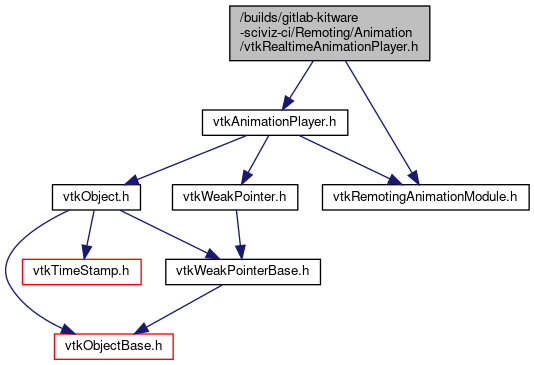 /builds/gitlab-kitware
-sciviz-ci/Remoting/Animation
/vtkRealtimeAnimationPlayer.h
vtkAnimationPlayer.h
vtkObject.h
vtkWeakPointer.h
vtkRemotingAnimationModule.h
vtkTimeStamp.h
vtkWeakPointerBase.h
vtkObjectBase.h